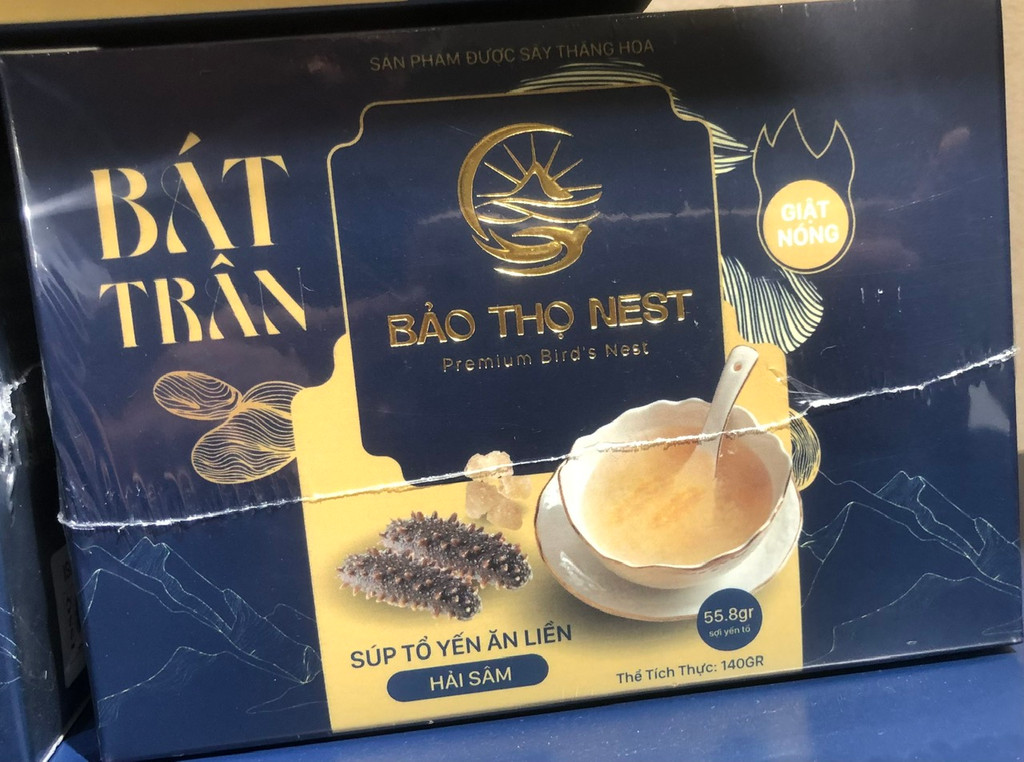 SẢN PHẨM ĐƯỢC SẤY THĂNG HOA
BÁT
TRÂN
BẢO THỌ NEST
Premium Bird's Nest
GIẬT
NÓNG
SÚP TỔ YẾN ĂN LIỀN
HẢI SÂM
55.8gr
sợi yến tổ
Thể Tích Thực: 140GR